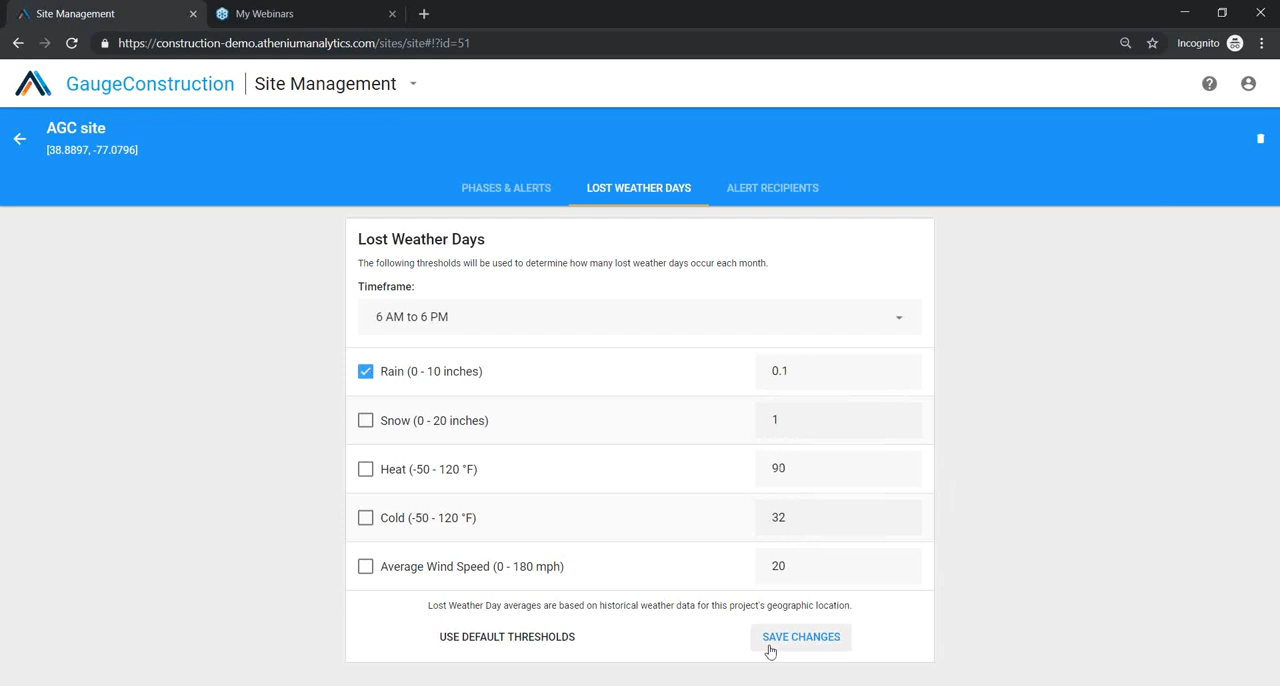 Site Management
My Webinars
https://construction-demo.atheniumanalytics.com/sites/site#!?id=51
Incognito
GaugeConstruction
Site Management
AGC site
[38.8897, -77.0796]
PHASES & ALERTS
LOST WEATHER DAYS
ALERT RECIPIENTS
Lost Weather Days
The following thresholds will be used to determine how many lost weather days occur each month.
Timeframe:
6 AM to 6 PM
Rain (0 - 10 inches)
0.1
Snow (0 - 20 inches)
1
Heat (-50 - 120 °F)
90
Cold (-50 - 120 °F)
32
Average Wind Speed (0 - 180 mph)
20
Lost Weather Day averages are based on historical weather data for this project's geographic location.
USE DEFAULT THRESHOLDS
SAVE CHANGES